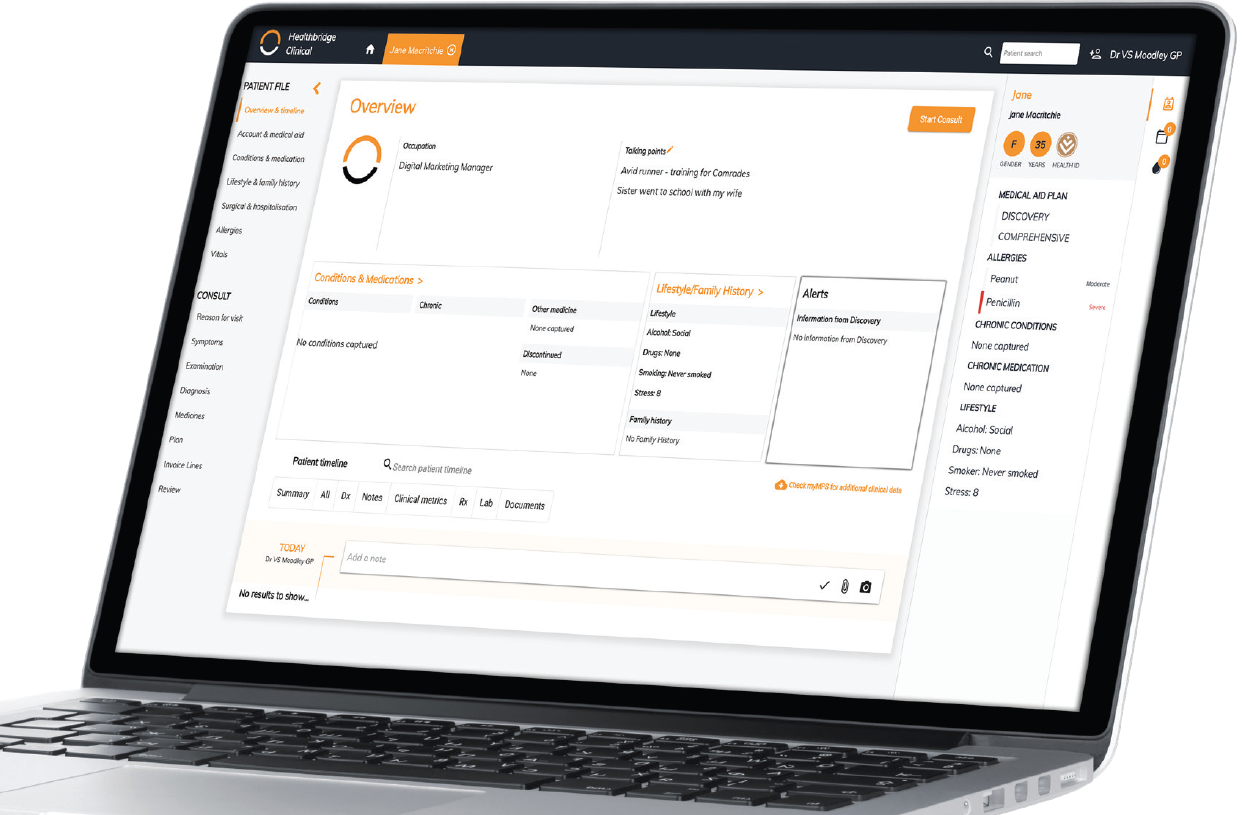 Healthbridge
Clinical
Jane Macritchie
Patient search
Dr VS Moodley GP
PATIENT FILE
Overview & timeline
Account & medical aid
Conditions & medication
Lifestyle & family history
Surgical & hospitalisation
Allergies
Vitals
CONSULT
Reason for visit
Symptoms
Examination
Diagnosis
Medicines
Plan
Invoice Lines
Review
Overview
Start Consult
Occupation
Digital Marketing Manager
Talking points
Avid runner - training for Comrades
Sister went to school with my wife
Conditions & Medications >
Conditions
Chronic
Other medicine
None captured
No conditions captured
Discontinued
None
Lifestyle/Family History >
Lifestyle
Alcohol: Social
Drugs: None
Smoking: Never smoked
Stress: 8
Family history
No Family History
Alerts
Information from Discovery
No information from Discovery
Patient timeline
Search patient timeline
Check myMPS for additional clinical data
Summary All Dx Notes Clinical metrics Rx Lab Documents
TODAY
Dr VS Moodley GP
Add a note
No results to show...
Jane
Jane Macritchie
F 35
GENDER YEARS HEALTH ID
0
0
MEDICAL AID PLAN
DISCOVERY
COMPREHENSIVE
ALLERGIES
Peanut Moderate
Penicillin Severe
CHRONIC CONDITIONS
None captured
CHRONIC MEDICATION
None captured
LIFESTYLE
Alcohol: Social
Drugs: None
Smoker: Never smoked
Stress: 8